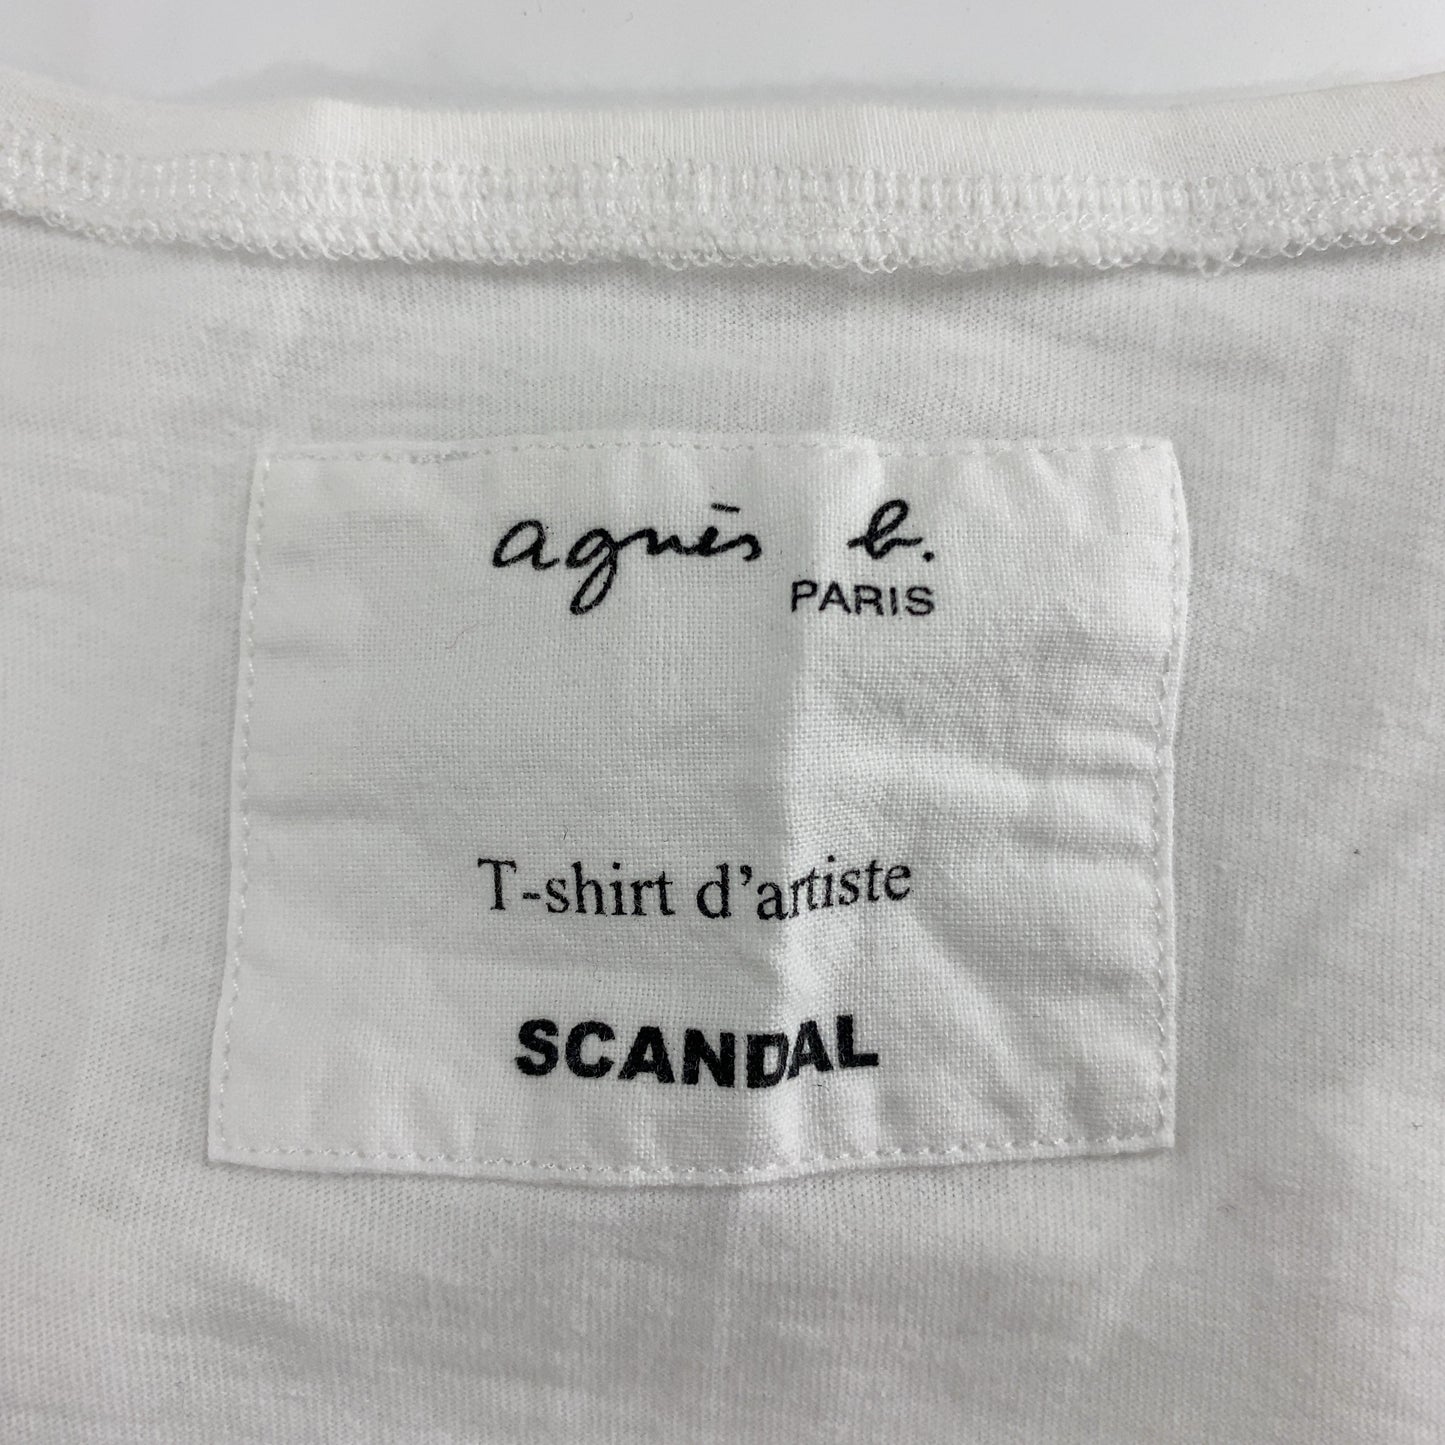 agnès b.
PARIS
T-shirt d’artiste
SCANDAL